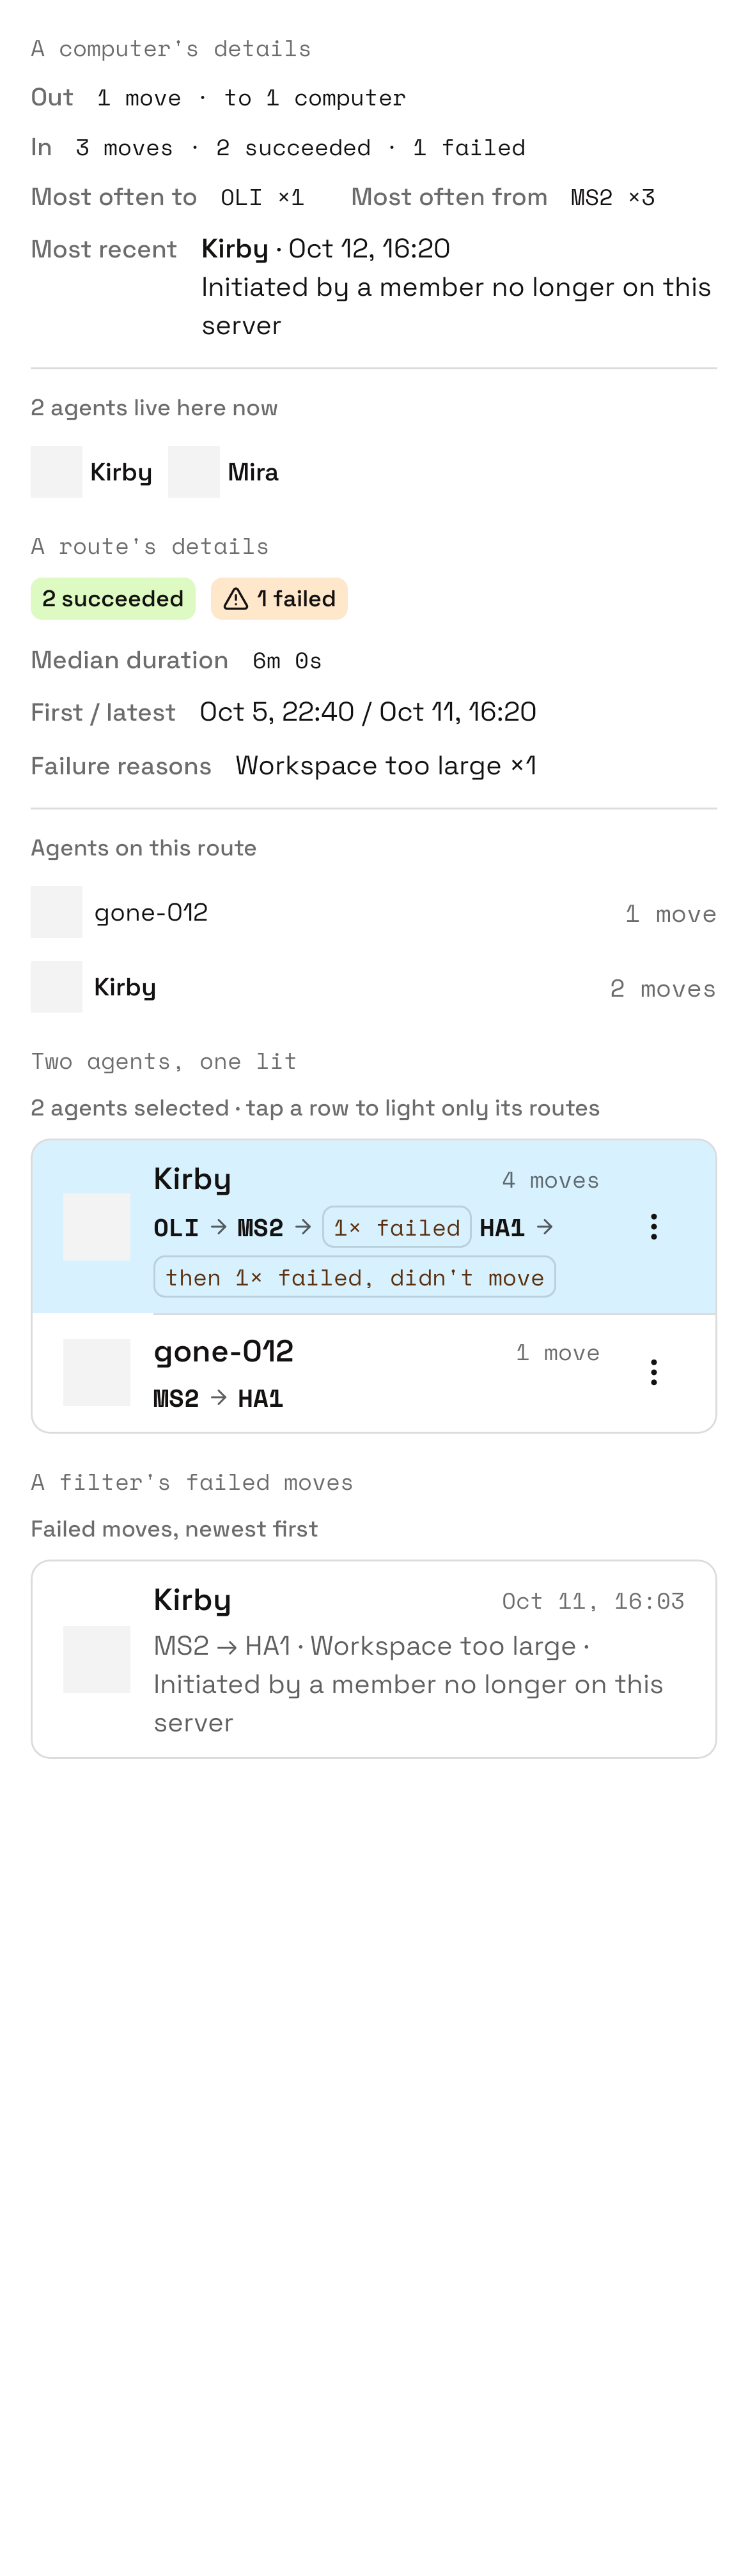 A computer's details
Out 1 move · to 1 computer
In 3 moves · 2 succeeded · 1 failed
Most often to OLI ×1 Most often from MS2 ×3
Most recent Kirby · Oct 12, 16:20
Initiated by a member no longer on this
server
2 agents live here now
Kirby Mira
A route's details
2 succeeded 1 failed
Median duration 6m 0s
First / latest Oct 5, 22:40 / Oct 11, 16:20
Failure reasons Workspace too large ×1
Agents on this route
gone-012 1 move
Kirby 2 moves
Two agents, one lit
2 agents selected · tap a row to light only its routes
Kirby 4 moves
OLI → MS2 → 1× failed HA1 →
then 1× failed, didn't move
gone-012 1 move
MS2 → HA1
A filter's failed moves
Failed moves, newest first
Kirby Oct 11, 16:03
MS2 → HA1 · Workspace too large ·
Initiated by a member no longer on this
server